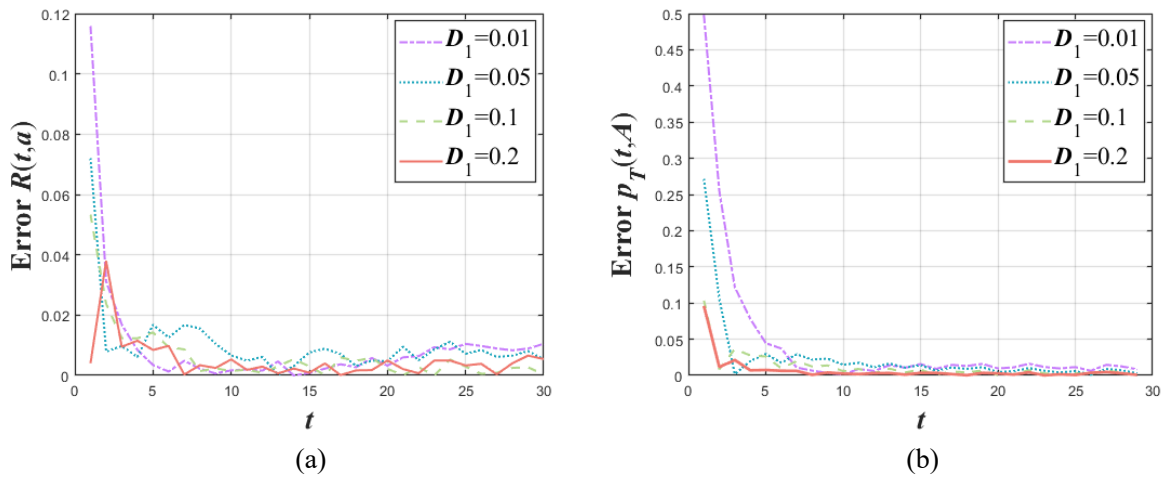 0.12
0.1
0.08
0.06
0.04
0.02
0
0 5 10 15 20 25 30
Error R(t,a)
t
D1=0.01
D1=0.05
D1=0.1
D1=0.2
(a)
0.5
0.45
0.4
0.35
0.3
0.25
0.2
0.15
0.1
0.05
0
0 5 10 15 20 25 30
Error pT(t,A)
t
D1=0.01
D1=0.05
D1=0.1
D1=0.2
(b)